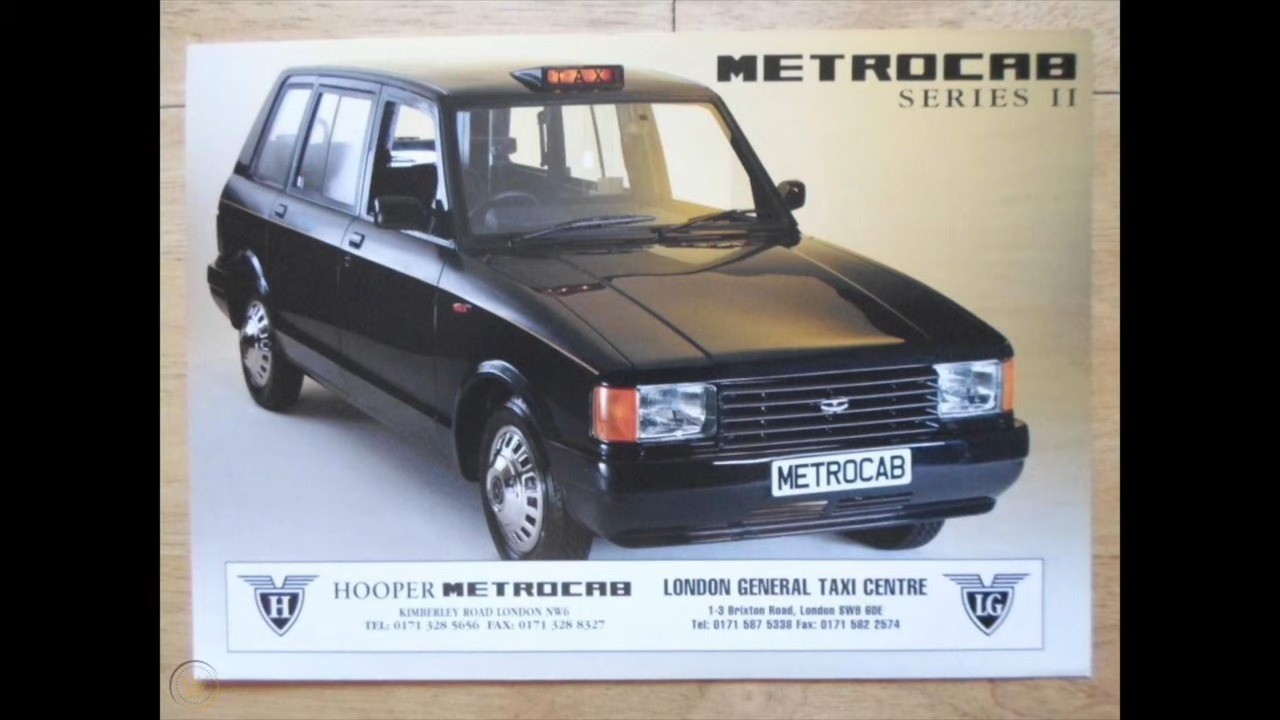 METROCAB
SERIES II
TAXI
METROCAB
H
HOOPER METROCAB
KIMBERLEY ROAD LONDON NW6
TEL: 0171 328 5656 FAX: 0171 328 8327
LONDON GENERAL TAXI CENTRE
1-3 Brixton Road, London SW9 6DE
Tel: 0171 587 5338 Fax: 0171 582 2574
LG